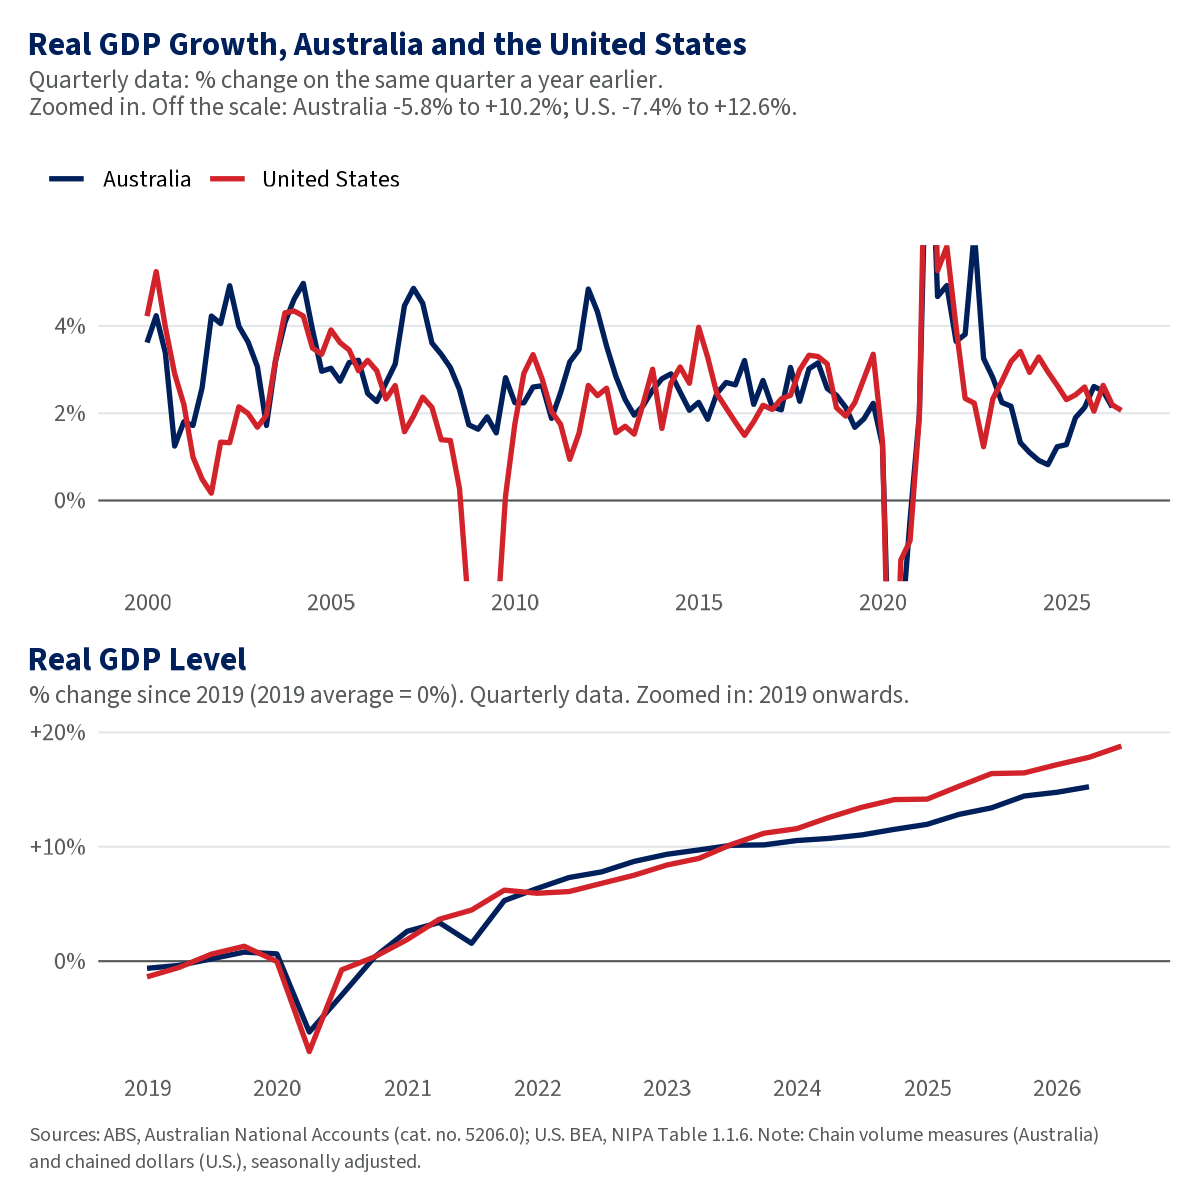 Real GDP Growth, Australia and the United States
Quarterly data: % change on the same quarter a year earlier.
Zoomed in. Off the scale: Australia -5.8% to +10.2%; U.S. -7.4% to +12.6%.
Australia United States
4%
2%
0%
2000 2005 2010 2015 2020 2025
Real GDP Level
% change since 2019 (2019 average = 0%). Quarterly data. Zoomed in: 2019 onwards.
+20%
+10%
0%
2019 2020 2021 2022 2023 2024 2025 2026
Sources: ABS, Australian National Accounts (cat. no. 5206.0); U.S. BEA, NIPA Table 1.1.6. Note: Chain volume measures (Australia)
and chained dollars (U.S.), seasonally adjusted.